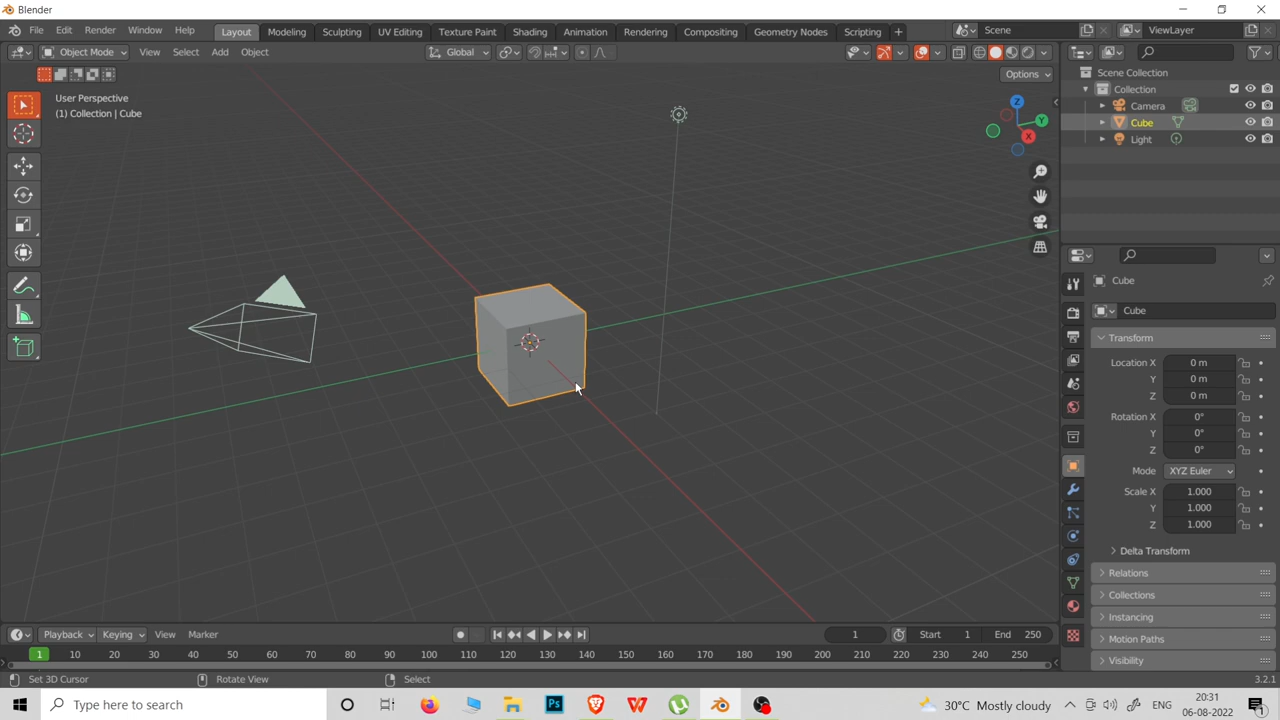 Blender
File Edit Render Window Help Layout Modeling Sculpting UV Editing Texture Paint Shading Animation Rendering Compositing Geometry Nodes Scripting + Scene ViewLayer
Object Mode View Select Add Object Global
Options
User Perspective
(1) Collection | Cube
Z
Y
X
Scene Collection
Collection
Camera
Cube
Light
Cube
Cube
Transform
Location X 0 m
Y 0 m
Z 0 m
Rotation X 0°
Y 0°
Z 0°
Mode XYZ Euler
Scale X 1.000
Y 1.000
Z 1.000
Delta Transform
Relations
Collections
Instancing
Motion Paths
Visibility
Playback Keying View Marker 1 Start 1 End 250
1 10 20 30 40 50 60 70 80 90 100 110 120 130 140 150 160 170 180 190 200 210 220 230 240 250
Set 3D Cursor Rotate View Select 3.2.1
Type here to search Ps W 30°C Mostly cloudy ENG 20:31
06-08-2022 1